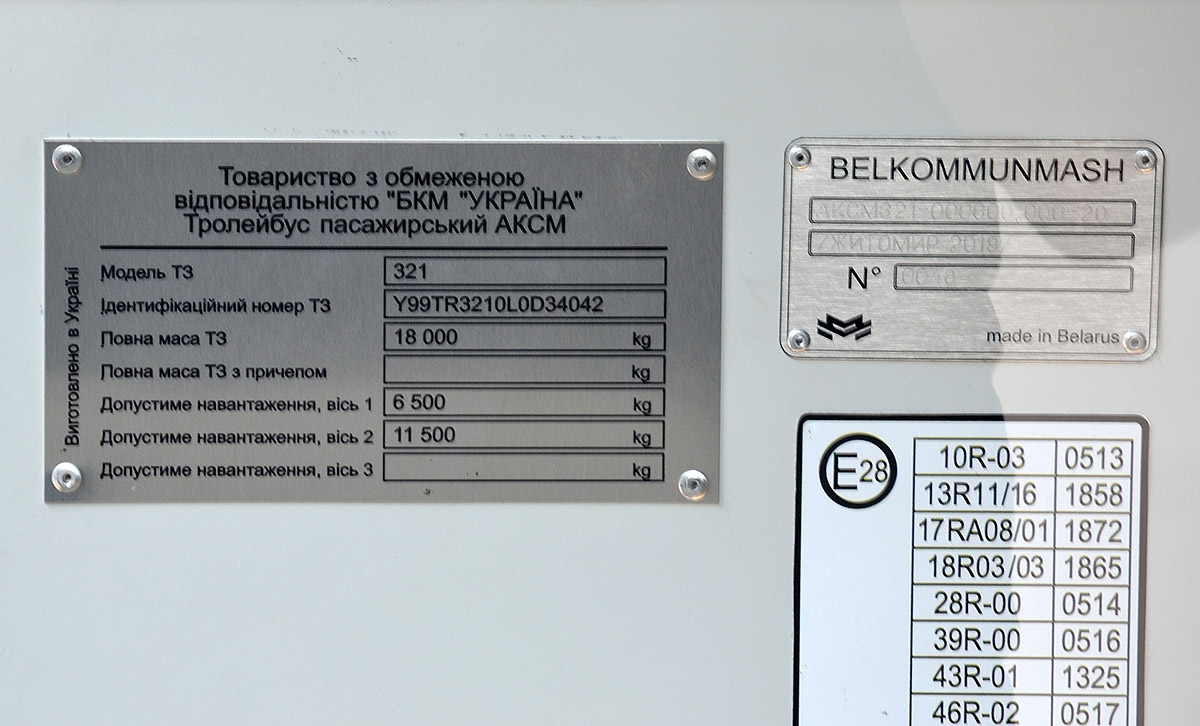 Товариство з обмеженою
відповідальністю "БКМ "УКРАЇНА"
Тролейбус пасажирський АКСМ
Виготовлено в Україні
Модель ТЗ 321
Ідентифікаційний номер ТЗ Y99TR3210L0D34042
Повна маса ТЗ 18 000 kg
Повна маса ТЗ з причепом kg
Допустиме навантаження, вісь 1 6 500 kg
Допустиме навантаження, вісь 2 11 500 kg
Допустиме навантаження, вісь 3 kg
BELKOMMUNMASH
/ЖИТОМИР 2019/
N°
made in Belarus
E28
10R-03 0513
13R11/16 1858
17RA08/01 1872
18R03/03 1865
28R-00 0514
39R-00 0516
43R-01 1325
46R-02 0517